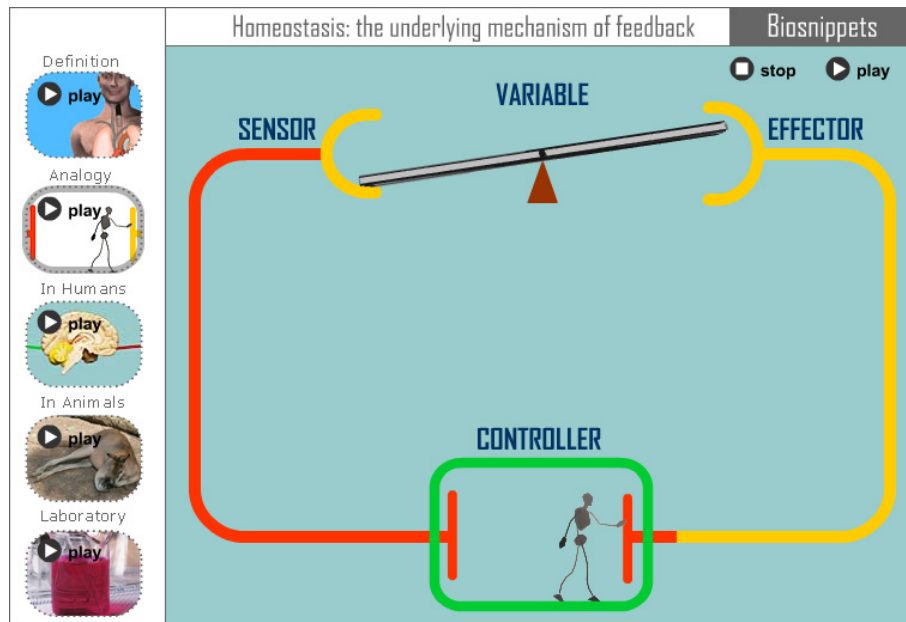 Homeostasis: the underlying mechanism of feedback
Biosnippets
Definition
play
Analogy
play
In Humans
play
In Animals
play
Laboratory
play
stop
play
VARIABLE
SENSOR
EFFECTOR
CONTROLLER